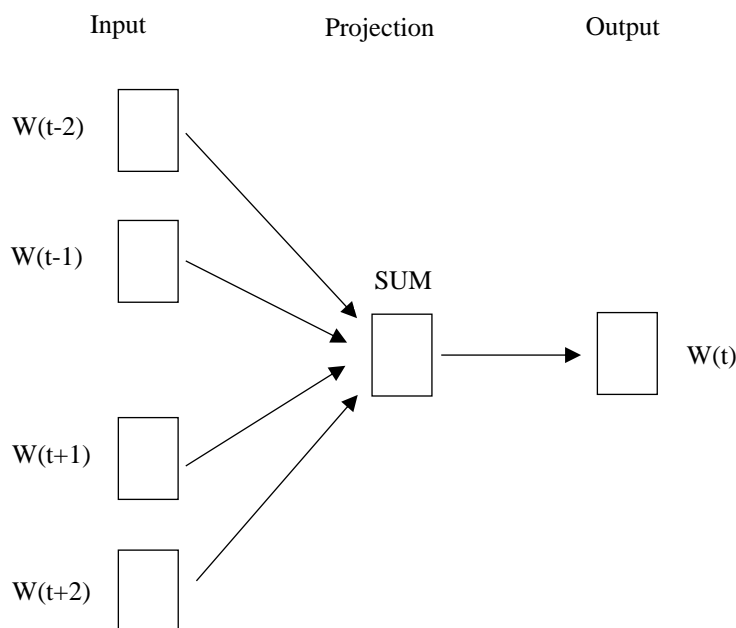 Input Projection Output
W(t-2)
W(t-1)
SUM
W(t)
W(t+1)
W(t+2)